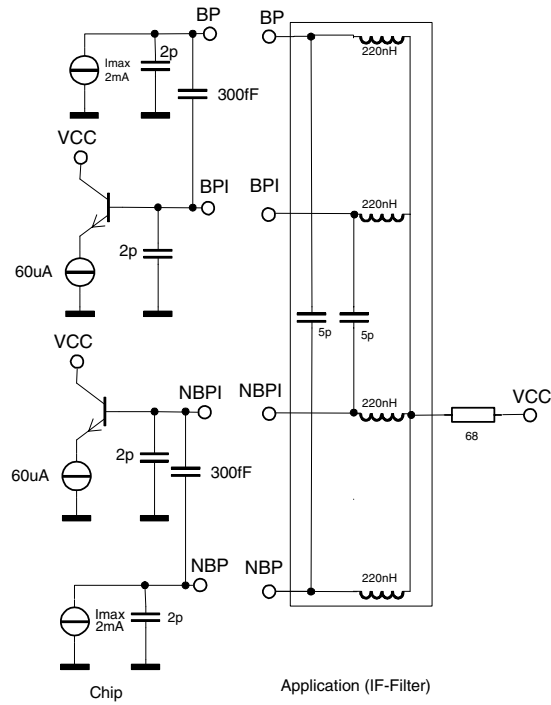 BP
Imax
2mA
2p
300fF
VCC
BPI
2p
60uA
VCC
NBPI
2p
300fF
60uA
NBP
Imax
2mA
2p
Chip
BP
220nH
BPI
220nH
5p
5p
NBPI
220nH
VCC
68
NBP
220nH
Application (IF-Filter)